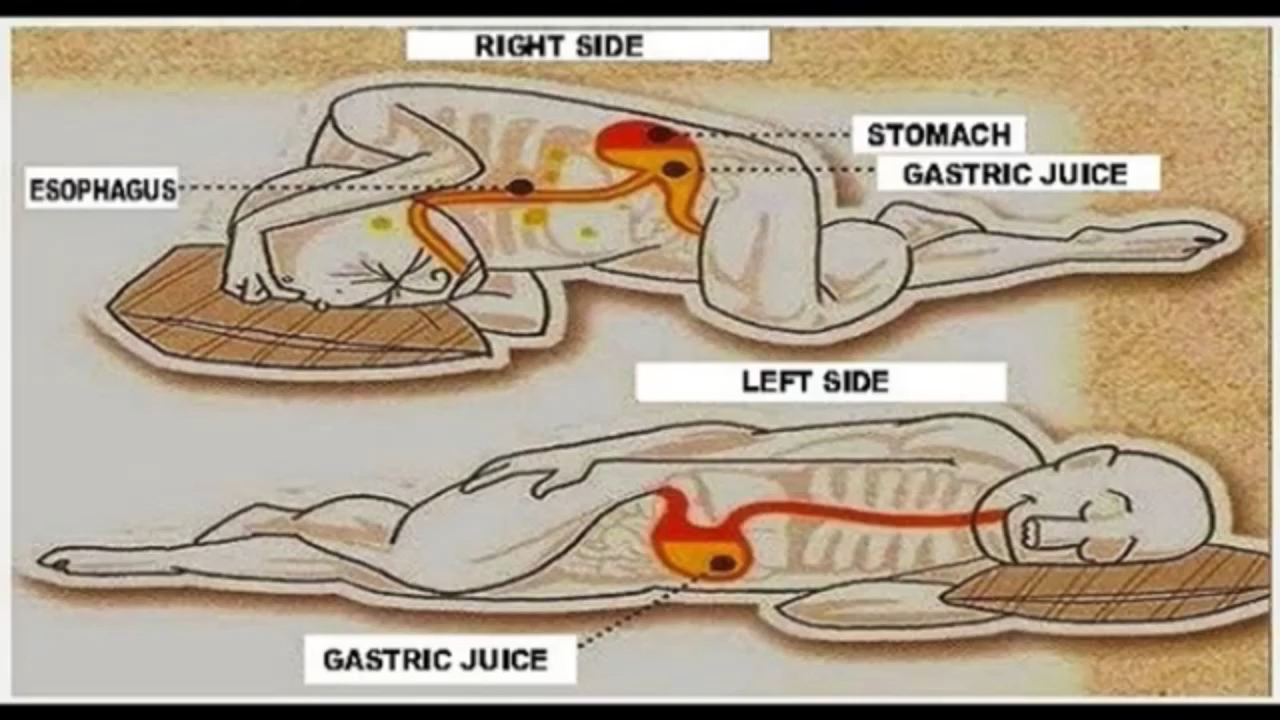 RIGHT SIDE
STOMACH
GASTRIC JUICE
ESOPHAGUS
LEFT SIDE
GASTRIC JUICE